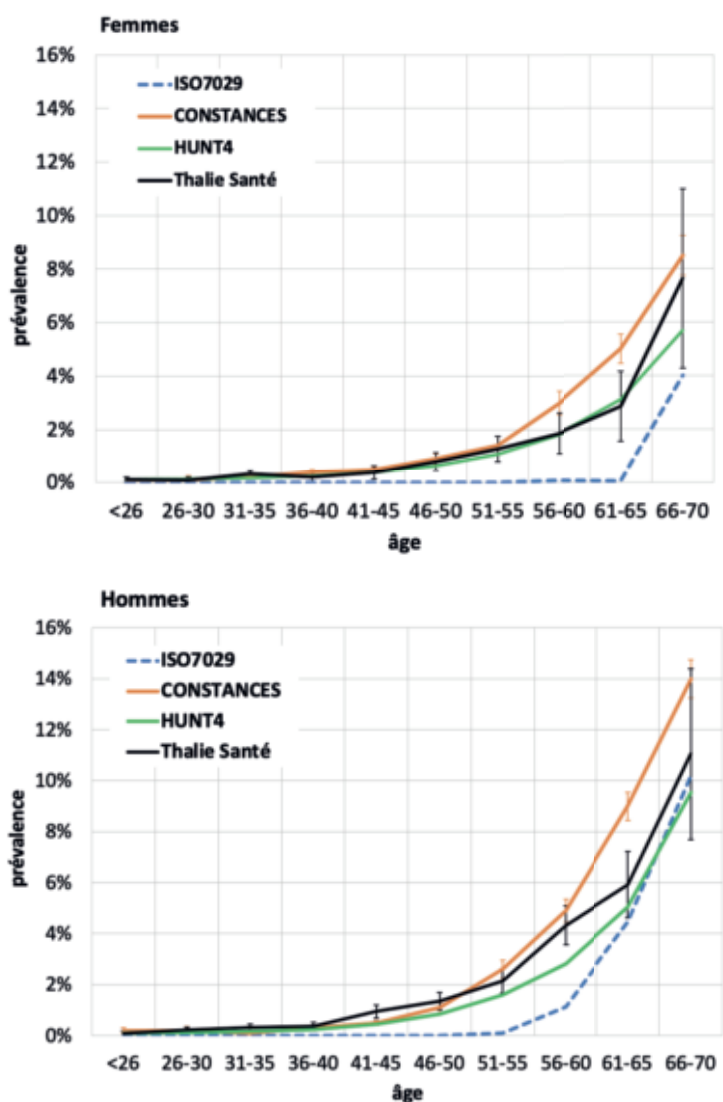 Femmes
16%
14%
12%
10%
8%
6%
4%
2%
0%
prévalence
ISO7029
CONSTANCES
HUNT4
Thalie Santé
<26 26-30 31-35 36-40 41-45 46-50 51-55 56-60 61-65 66-70
âge
Hommes
16%
14%
12%
10%
8%
6%
4%
2%
0%
prévalence
ISO7029
CONSTANCES
HUNT4
Thalie Santé
<26 26-30 31-35 36-40 41-45 46-50 51-55 56-60 61-65 66-70
âge